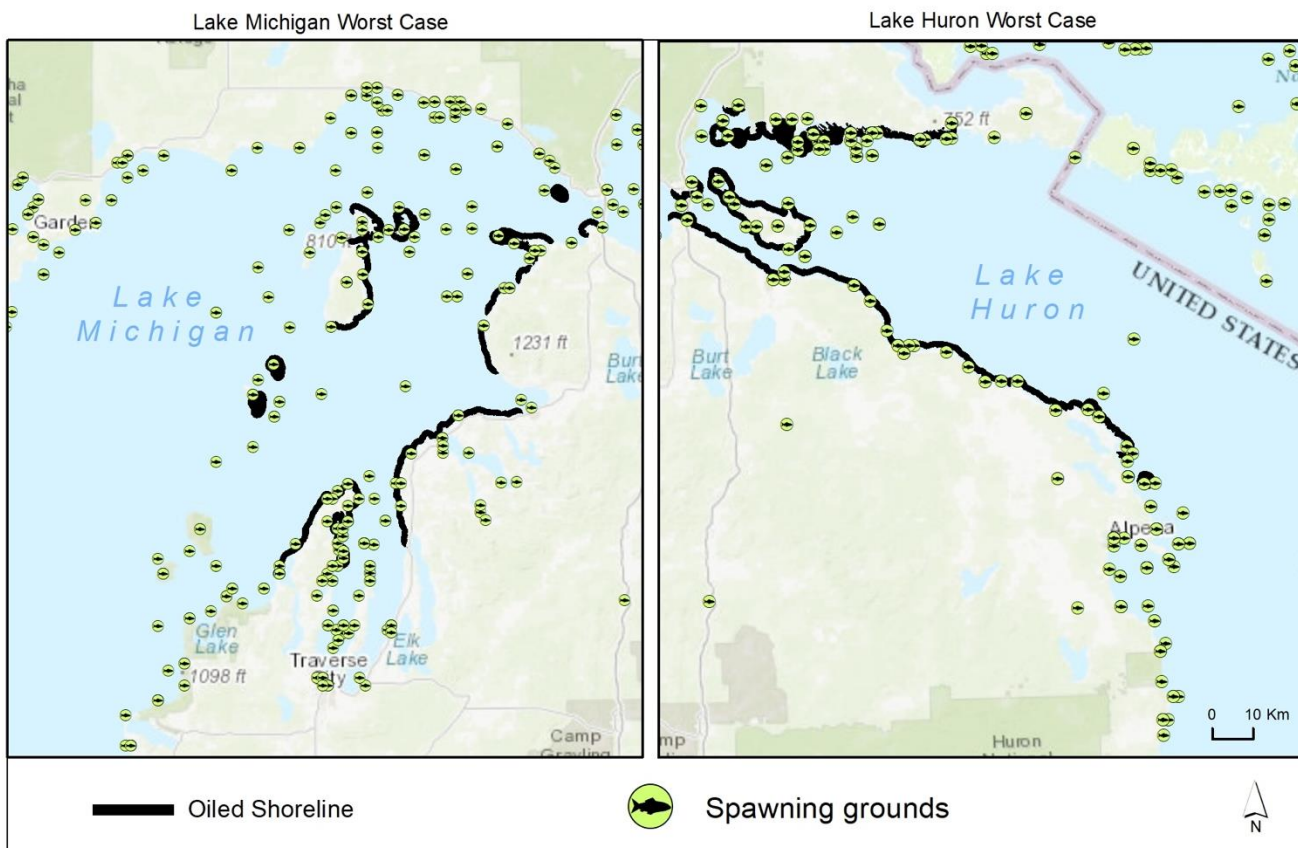 Lake Michigan Worst Case
Lake Huron Worst Case
Garden
810 ft
Lake
Michigan
1231 ft
Burt
Lake
Glen
Lake
1098 ft
Traverse
City
Elk
Lake
Camp
Grayling
752 ft
Lake
Huron
UNITED STATES
Burt
Lake
Black
Lake
Alpena
Huron
0 10 Km
Oiled Shoreline
Spawning grounds
N